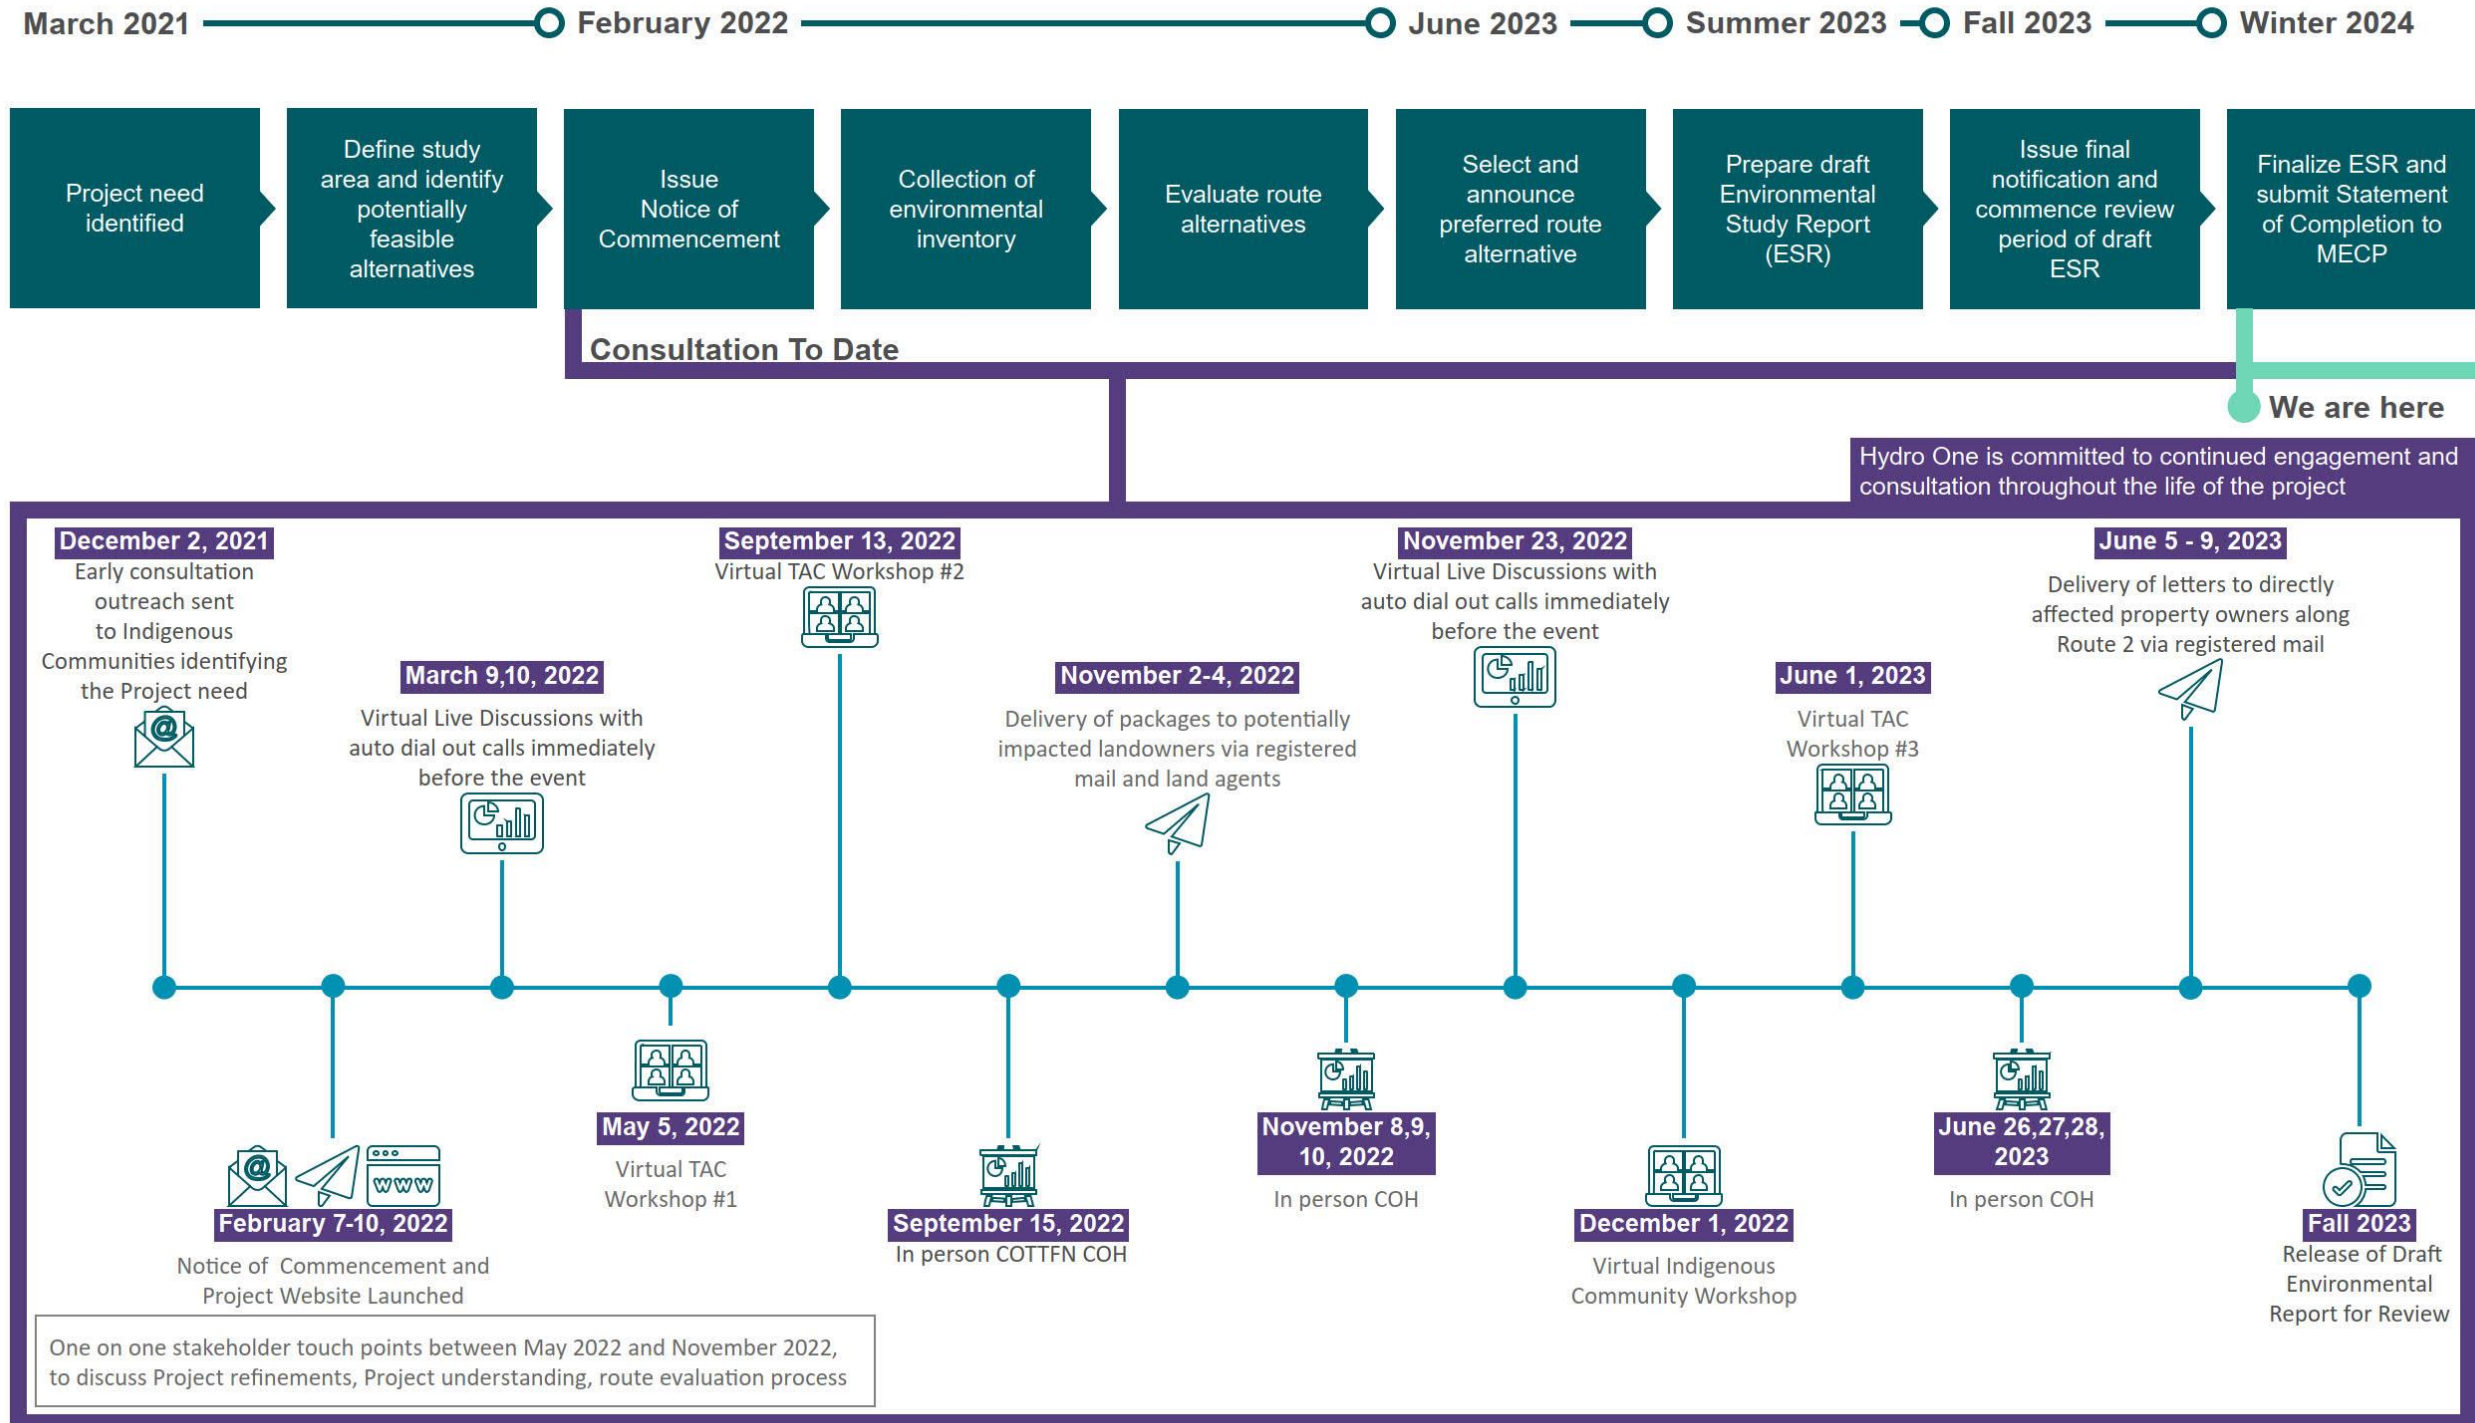 March 2021
February 2022
June 2023
Summer 2023
Fall 2023
Winter 2024
Project need
identified
Define study
area and identify
potentially
feasible
alternatives
Issue
Notice of
Commencement
Collection of
environmental
inventory
Evaluate route
alternatives
Select and
announce
preferred route
alternative
Prepare draft
Environmental
Study Report
(ESR)
Issue final
notification and
commence review
period of draft
ESR
Finalize ESR and
submit Statement
of Completion to
MECP
Consultation To Date
We are here
Hydro One is committed to continued engagement and
consultation throughout the life of the project
December 2, 2021
Early consultation
outreach sent
to Indigenous
Communities identifying
the Project need
@
@
WWW
February 7-10, 2022
Notice of Commencement and
Project Website Launched
March 9,10, 2022
Virtual Live Discussions with
auto dial out calls immediately
before the event
May 5, 2022
Virtual TAC
Workshop #1
September 13, 2022
Virtual TAC Workshop #2
September 15, 2022
In person COTTFN COH
November 2-4, 2022
Delivery of packages to potentially
impacted landowners via registered
mail and land agents
November 8,9,
10, 2022
In person COH
November 23, 2022
Virtual Live Discussions with
auto dial out calls immediately
before the event
December 1, 2022
Virtual Indigenous
Community Workshop
June 1, 2023
Virtual TAC
Workshop #3
June 26,27,28,
2023
In person COH
June 5 - 9, 2023
Delivery of letters to directly
affected property owners along
Route 2 via registered mail
Fall 2023
Release of Draft
Environmental
Report for Review
One on one stakeholder touch points between May 2022 and November 2022,
to discuss Project refinements, Project understanding, route evaluation process